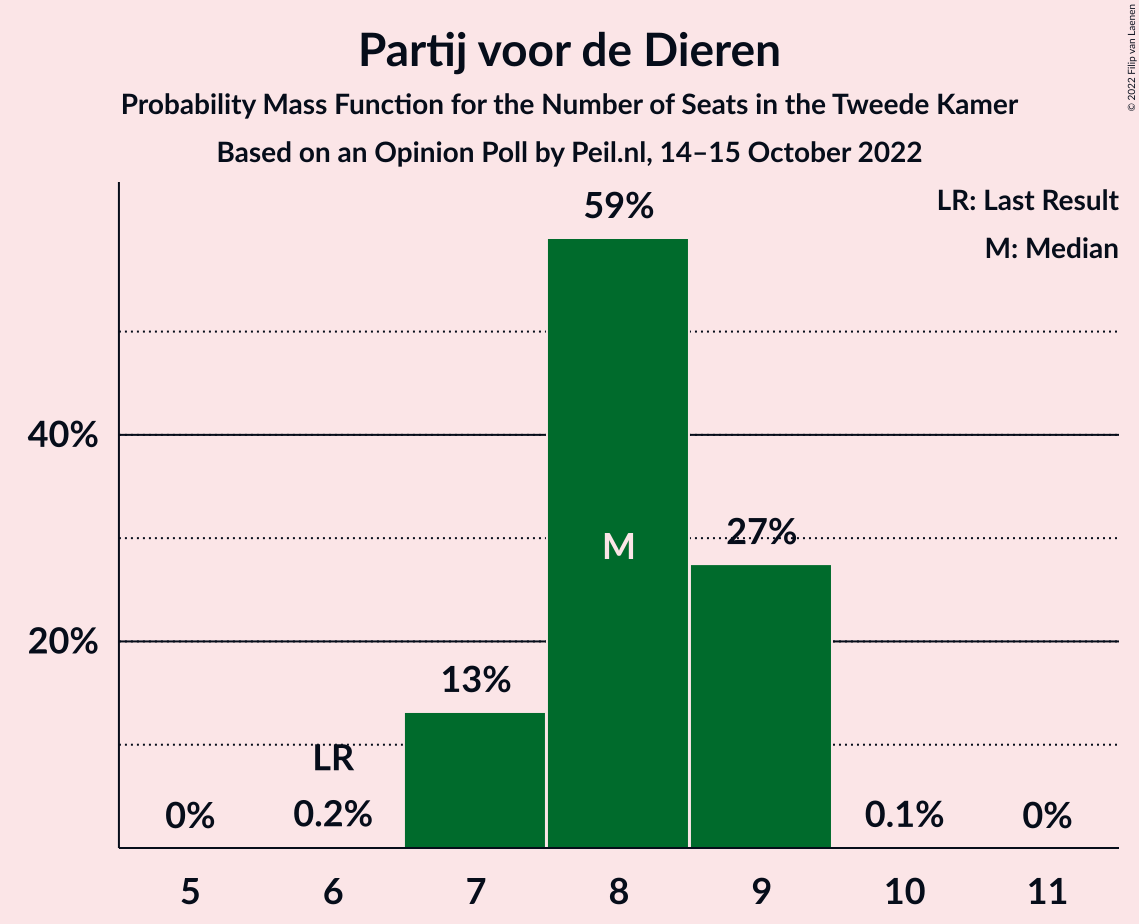 Partij voor de Dieren
Probability Mass Function for the Number of Seats in the Tweede Kamer
Based on an Opinion Poll by Peil.nl, 14–15 October 2022
© 2022 Filip van Laenen
LR: Last Result
M: Median
59%
40%
M
27%
20%
13%
LR
0%
0.2%
0.1%
0%
5
6
7
8
9
10
11